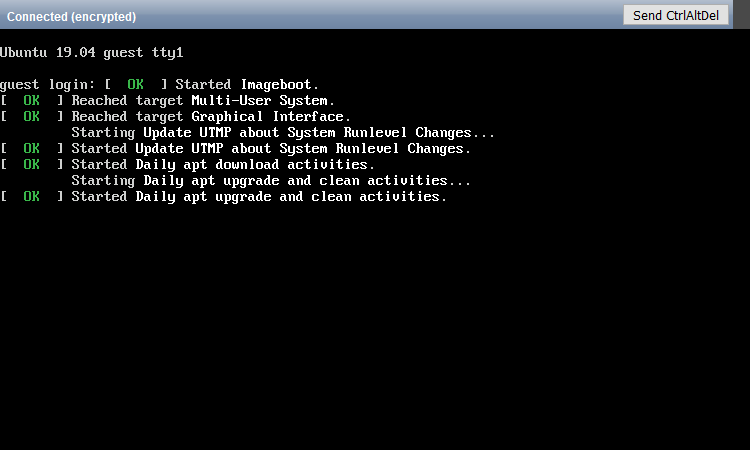 Connected (encrypted)
Send CtrlAltDel
Ubuntu 19.04 guest tty1
guest login: [  OK  ] Started Imageboot.
[  OK  ] Reached target Multi-User System.
[  OK  ] Reached target Graphical Interface.
         Starting Update UTMP about System Runlevel Changes...
[  OK  ] Started Update UTMP about System Runlevel Changes.
[  OK  ] Started Daily apt download activities.
         Starting Daily apt upgrade and clean activities...
[  OK  ] Started Daily apt upgrade and clean activities.